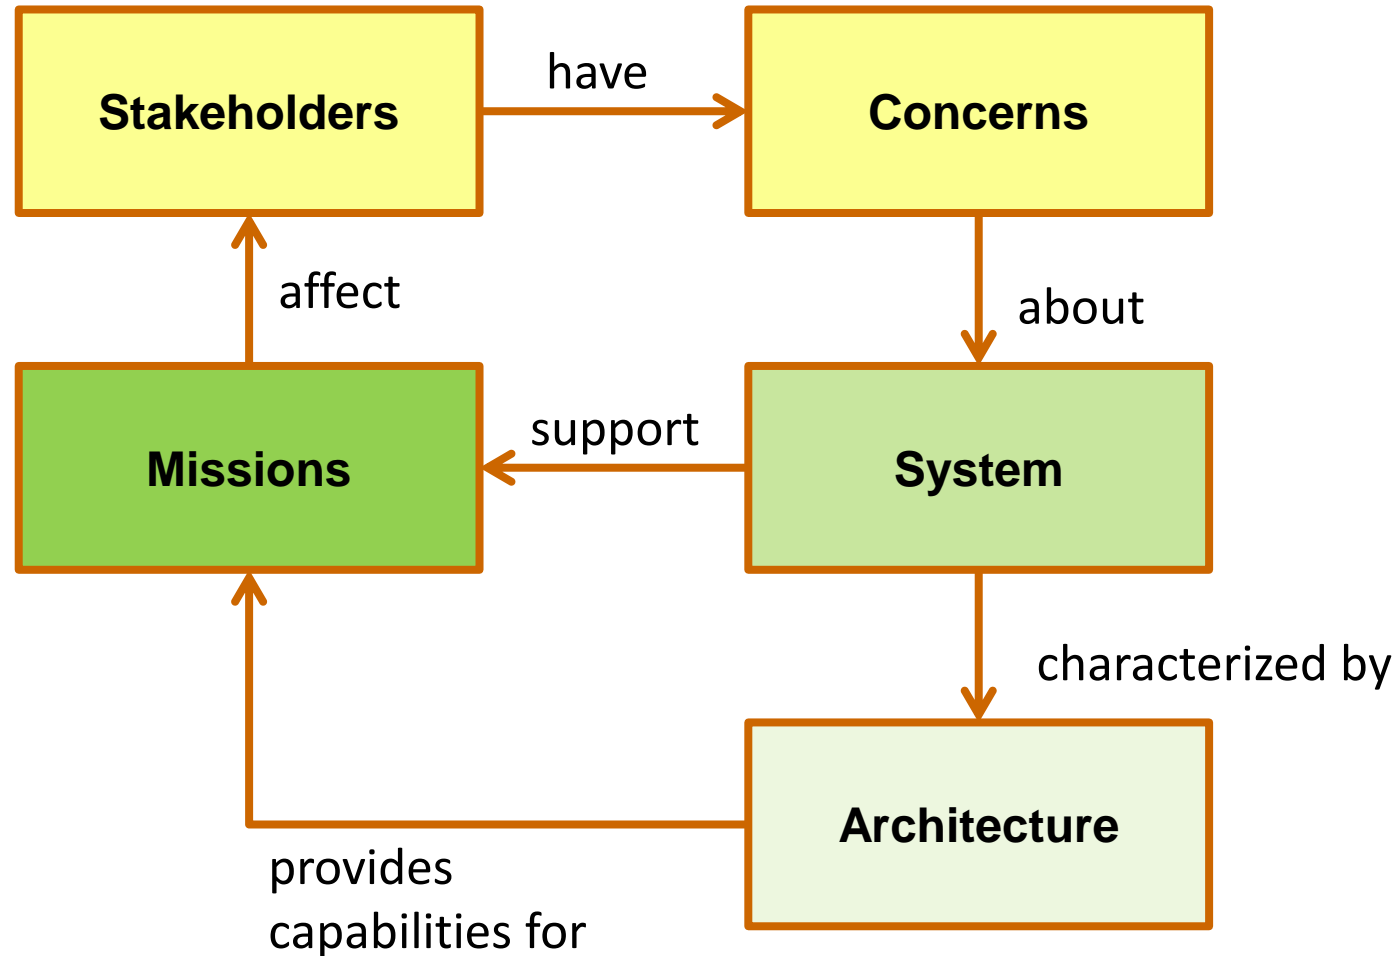 have
Stakeholders
Concerns
affect
about
support
Missions
System
characterized by
Architecture
provides
capabilities for